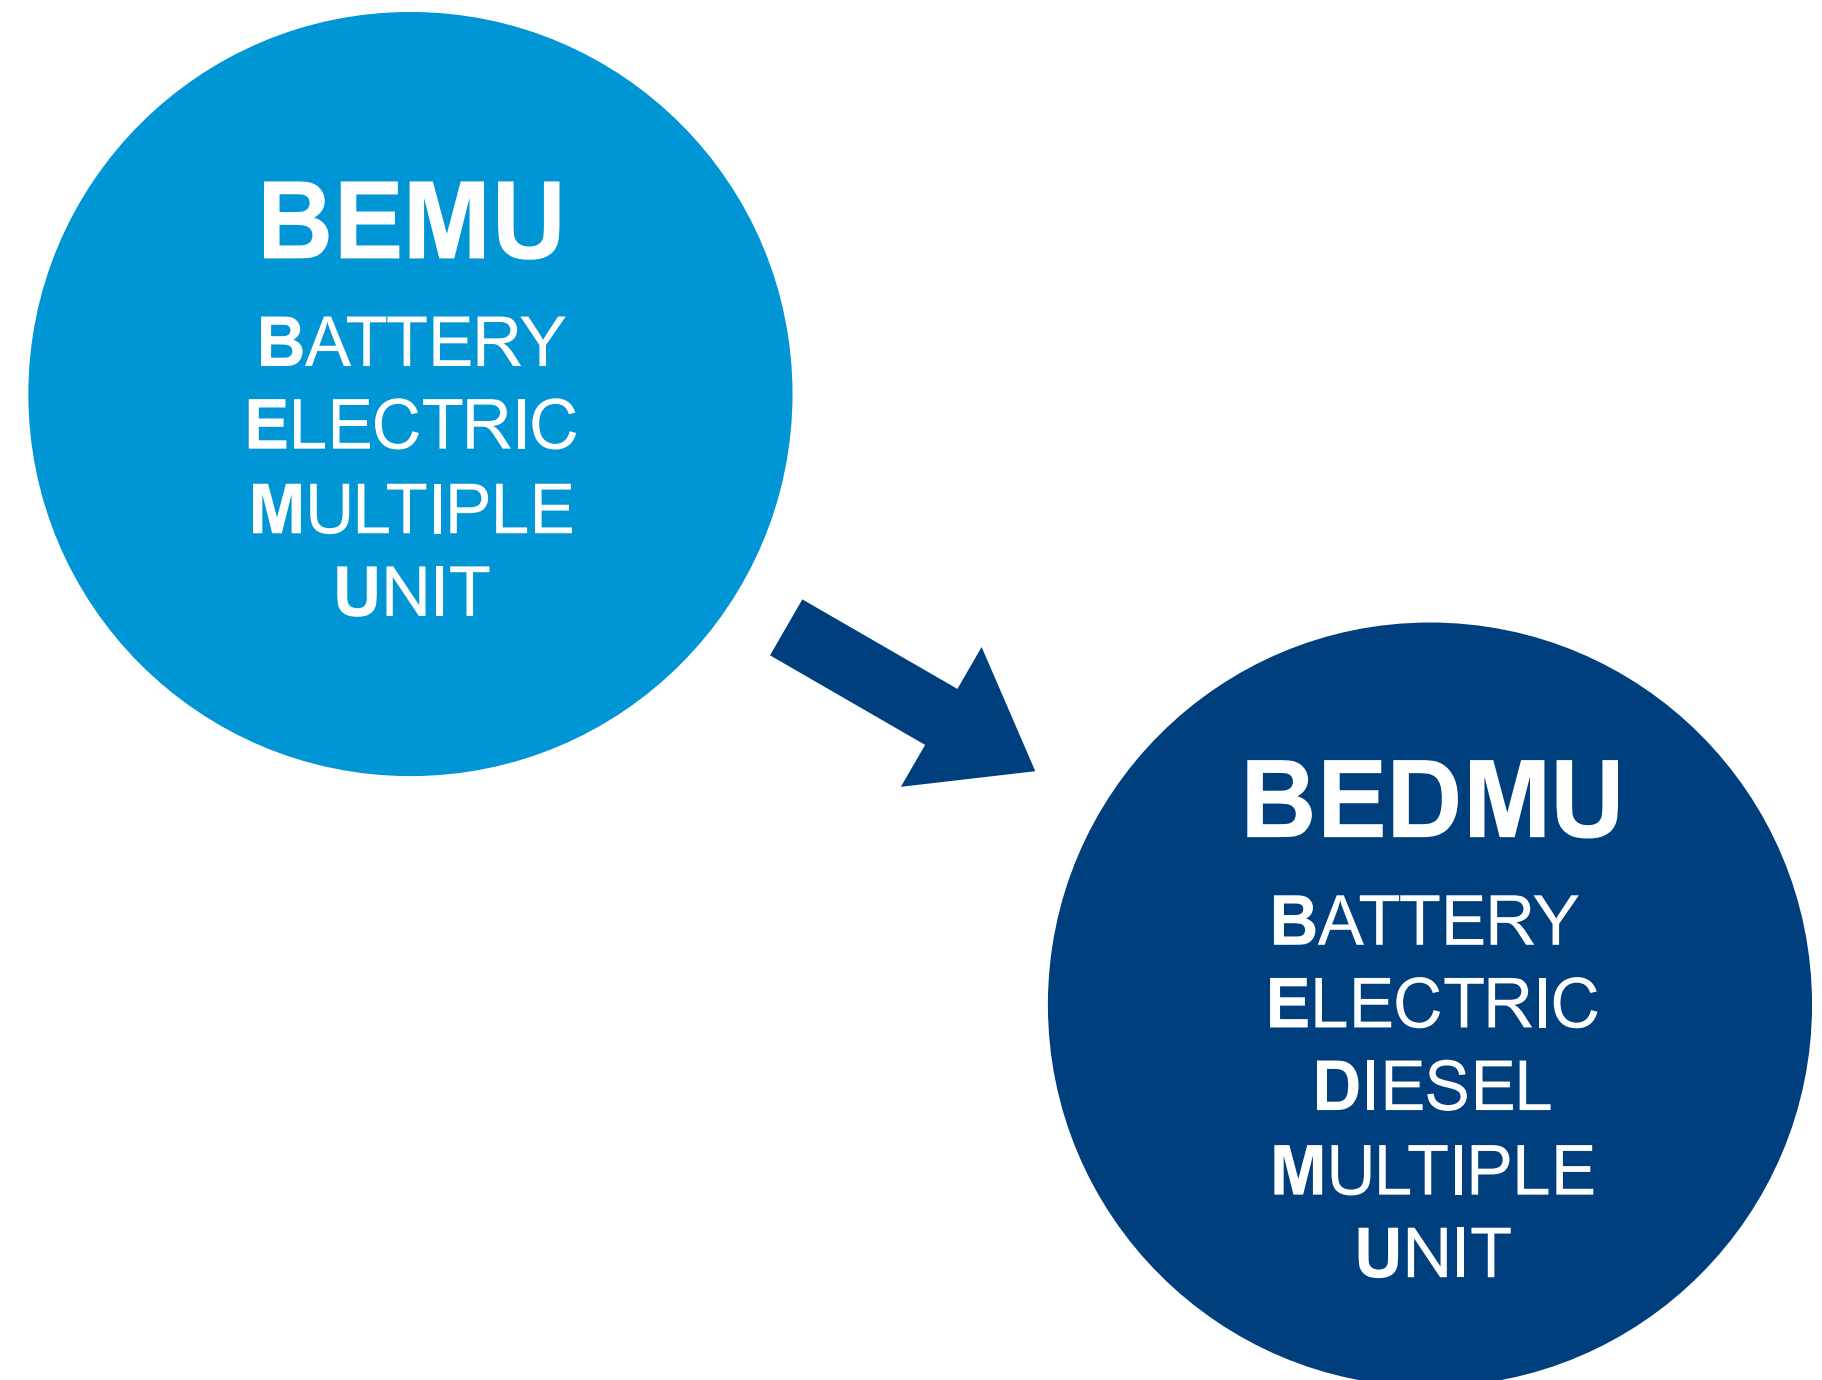 BEMU
BATTERY
ELECTRIC
MULTIPLE
UNIT
BEDMU
BATTERY
ELECTRIC
DIESEL
MULTIPLE
UNIT